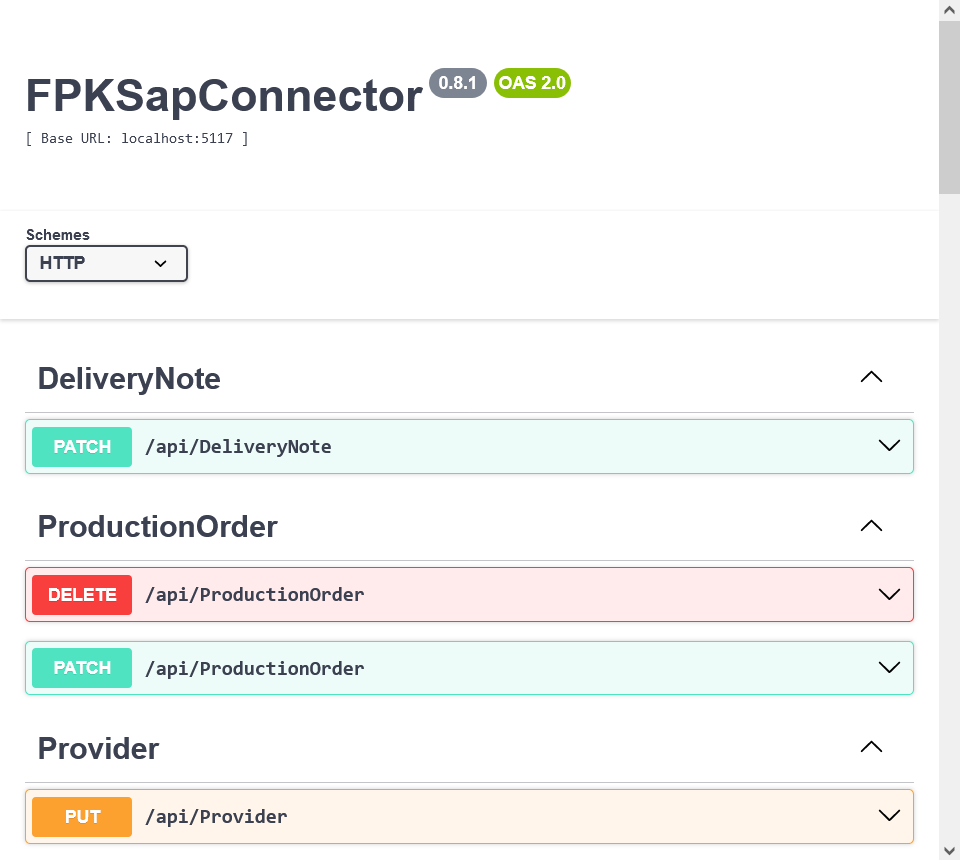 FPKSapConnector 0.8.1 OAS 2.0
[ Base URL: localhost:5117 ]
Schemes
HTTP
DeliveryNote
PATCH /api/DeliveryNote
ProductionOrder
DELETE /api/ProductionOrder
PATCH /api/ProductionOrder
Provider
PUT /api/Provider